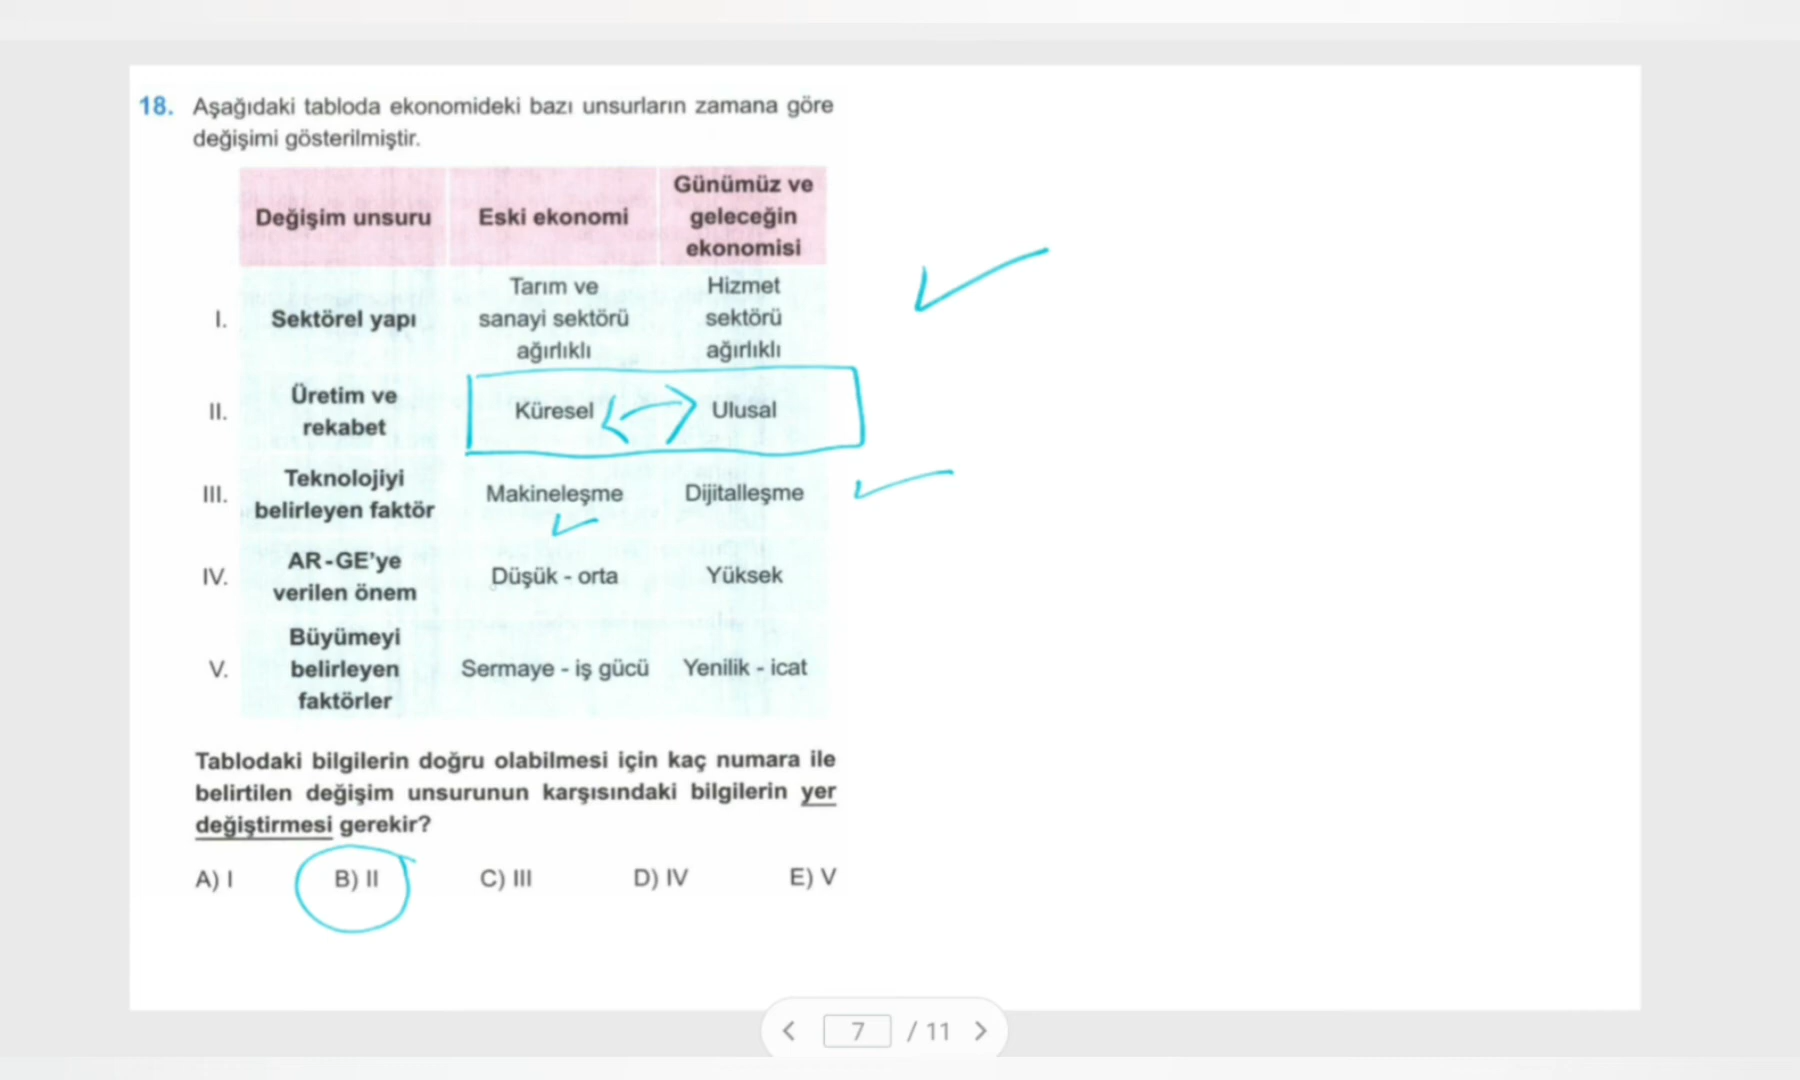 18. Aşağıdaki tabloda ekonomideki bazı unsurların zamana göre
değişimi gösterilmiştir.
Değişim unsuru Eski ekonomi Günümüz ve geleceğin ekonomisi
I. Sektörel yapı Tarım ve sanayi sektörü ağırlıklı Hizmet sektörü ağırlıklı
II. Üretim ve rekabet Küresel Ulusal
III. Teknolojiyi belirleyen faktör Makineleşme Dijitalleşme
IV. AR-GE'ye verilen önem Düşük - orta Yüksek
V. Büyümeyi belirleyen faktörler Sermaye - iş gücü Yenilik - icat
Tablodaki bilgilerin doğru olabilmesi için kaç numara ile
belirtilen değişim unsurunun karşısındaki bilgilerin yer
değiştirmesi gerekir?
A) I B) II C) III D) IV E) V
7 / 11